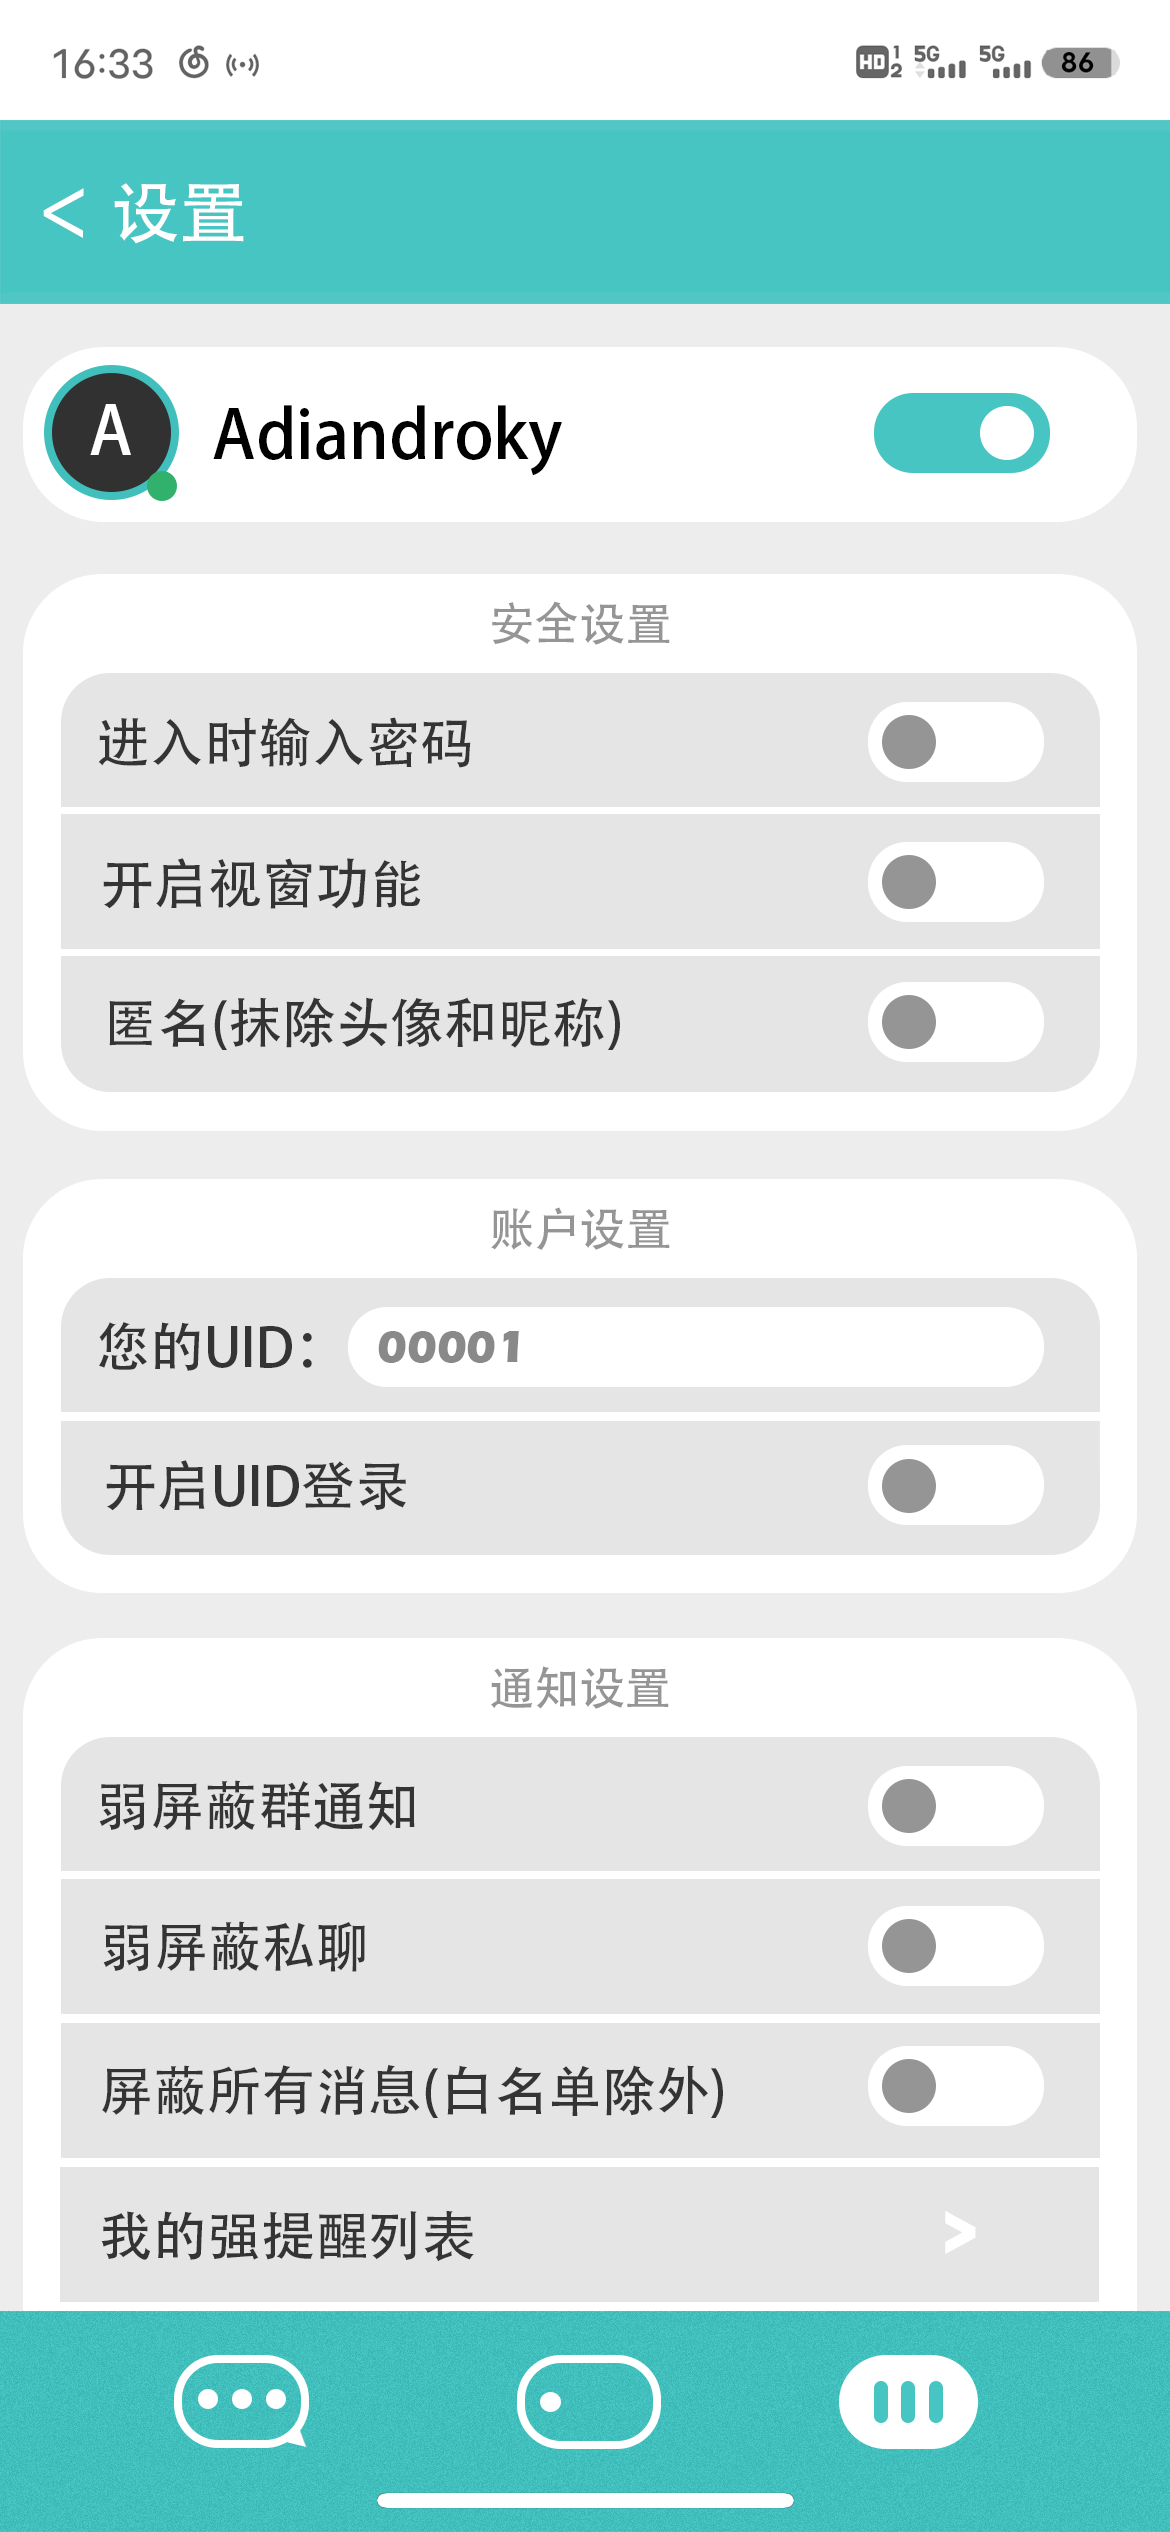 16:33
HD 1 2 5G 5G 86
< 设置
A Adiandroky
安全设置
进入时输入密码
开启视窗功能
匿名(抹除头像和昵称)
账户设置
您的UID： 00001
开启UID登录
通知设置
弱屏蔽群通知
弱屏蔽私聊
屏蔽所有消息(白名单除外)
我的强提醒列表 >